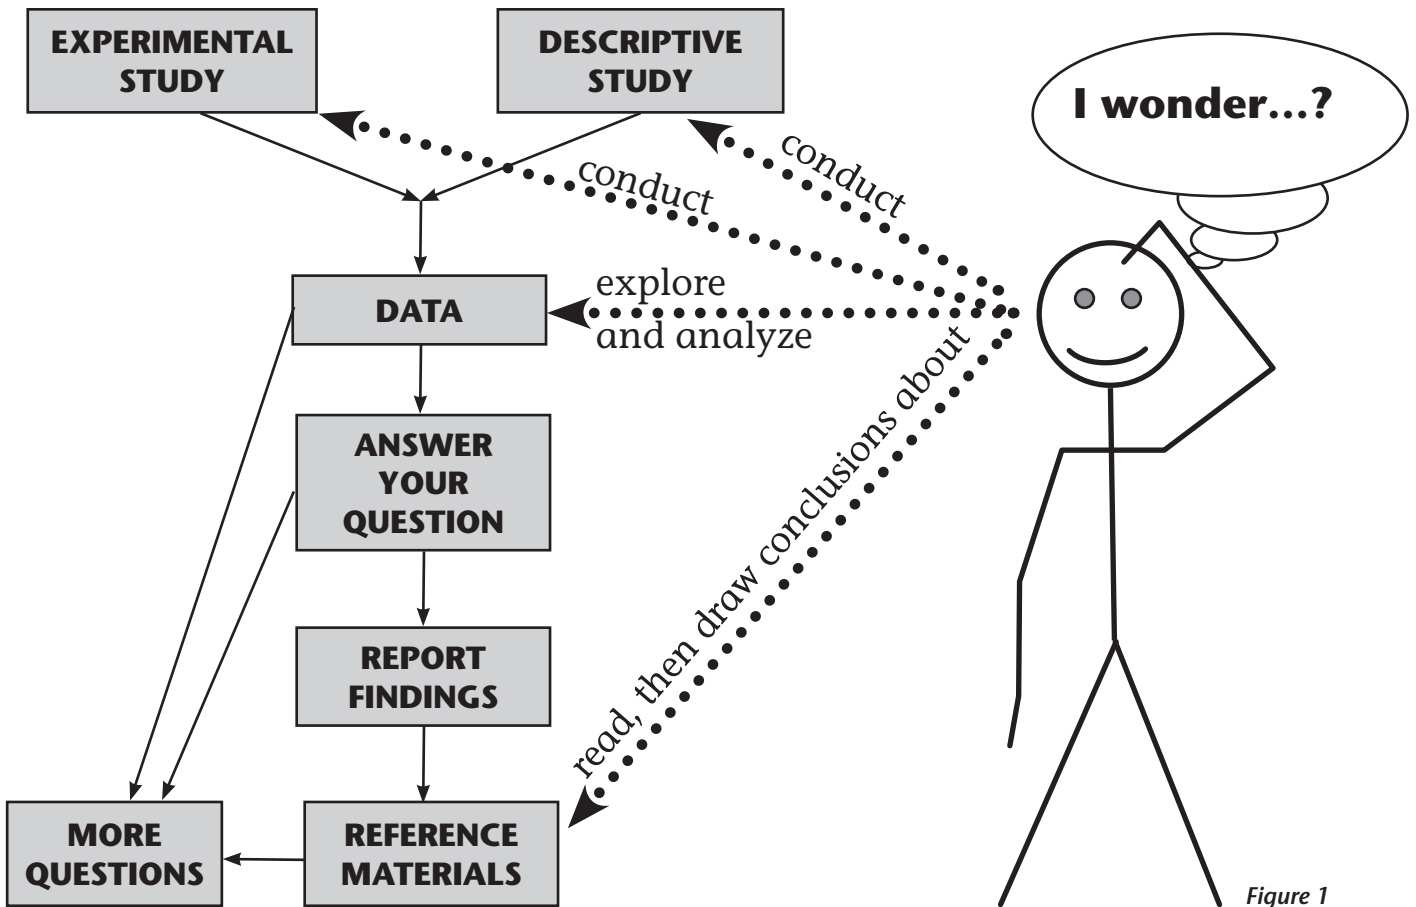 EXPERIMENTAL
STUDY
DESCRIPTIVE
STUDY
I wonder...?
conduct
conduct
explore
and analyze
DATA
read, then draw conclusions about
ANSWER
YOUR
QUESTION
REPORT
FINDINGS
MORE
QUESTIONS
REFERENCE
MATERIALS
Figure 1